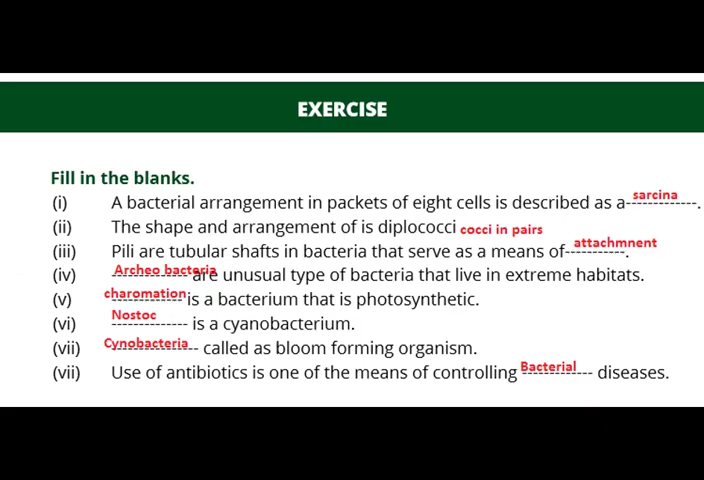 EXERCISE
Fill in the blanks.
(i) A bacterial arrangement in packets of eight cells is described as a sarcina-------------.
(ii) The shape and arrangement of is diplococci cocci in pairs
(iii) Pili are tubular shafts in bacteria that serve as a means of attachmnent-----------.
(iv) Archeo bacteria-------------- are unusual type of bacteria that live in extreme habitats.
(v) charomation------------- is a bacterium that is photosynthetic.
(vi) Nostoc-------------- is a cyanobacterium.
(vii) Cynobacteria---------------- called as bloom forming organism.
(vii) Use of antibiotics is one of the means of controlling Bacterial------------- diseases.